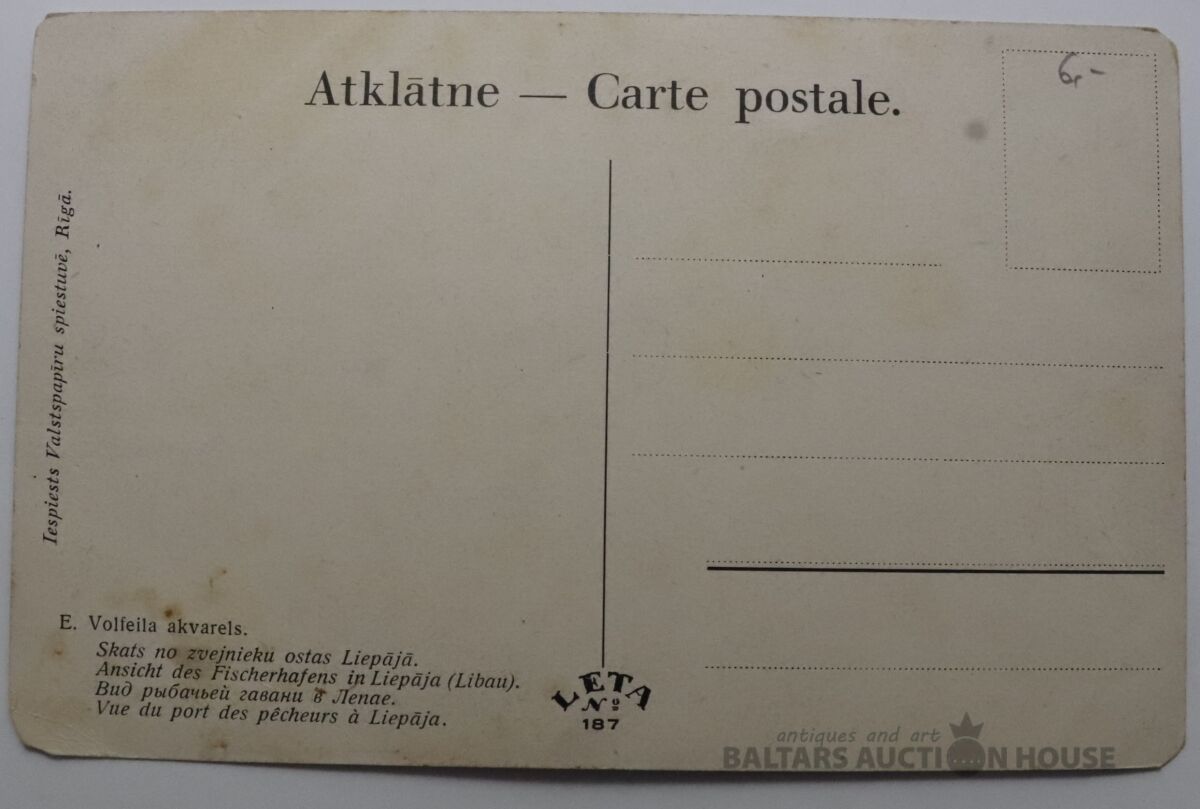 Atklātne — Carte postale.
6,-
Iespiests Valstspapīru spiestuvē, Rīgā.
E. Volfeila akvarels.
Skats no zvejnieku ostas Liepājā.
Ansicht des Fischerhafens in Liepāja (Libau).
Вид рыбачьей гавани в Лепае.
Vue du port des pêcheurs à Liepāja.
LETA
Nº
187
antiques and art
BALTARS AUCTION HOUSE